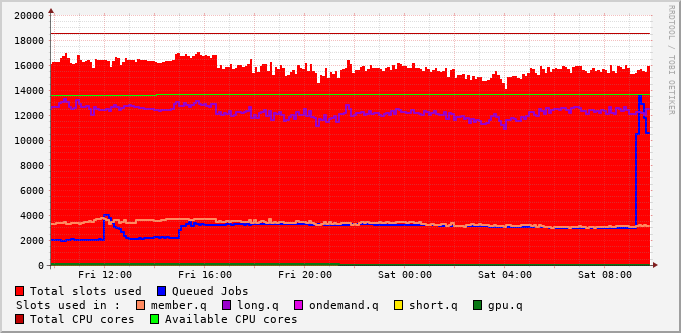 RRDTOOL / TOBI OETIKER
20000
18000
16000
14000
12000
10000
8000
6000
4000
2000
0
Fri 12:00 Fri 16:00 Fri 20:00 Sat 00:00 Sat 04:00 Sat 08:00
Total slots used Queued Jobs
Slots used in : member.q long.q ondemand.q short.q gpu.q
Total CPU cores Available CPU cores